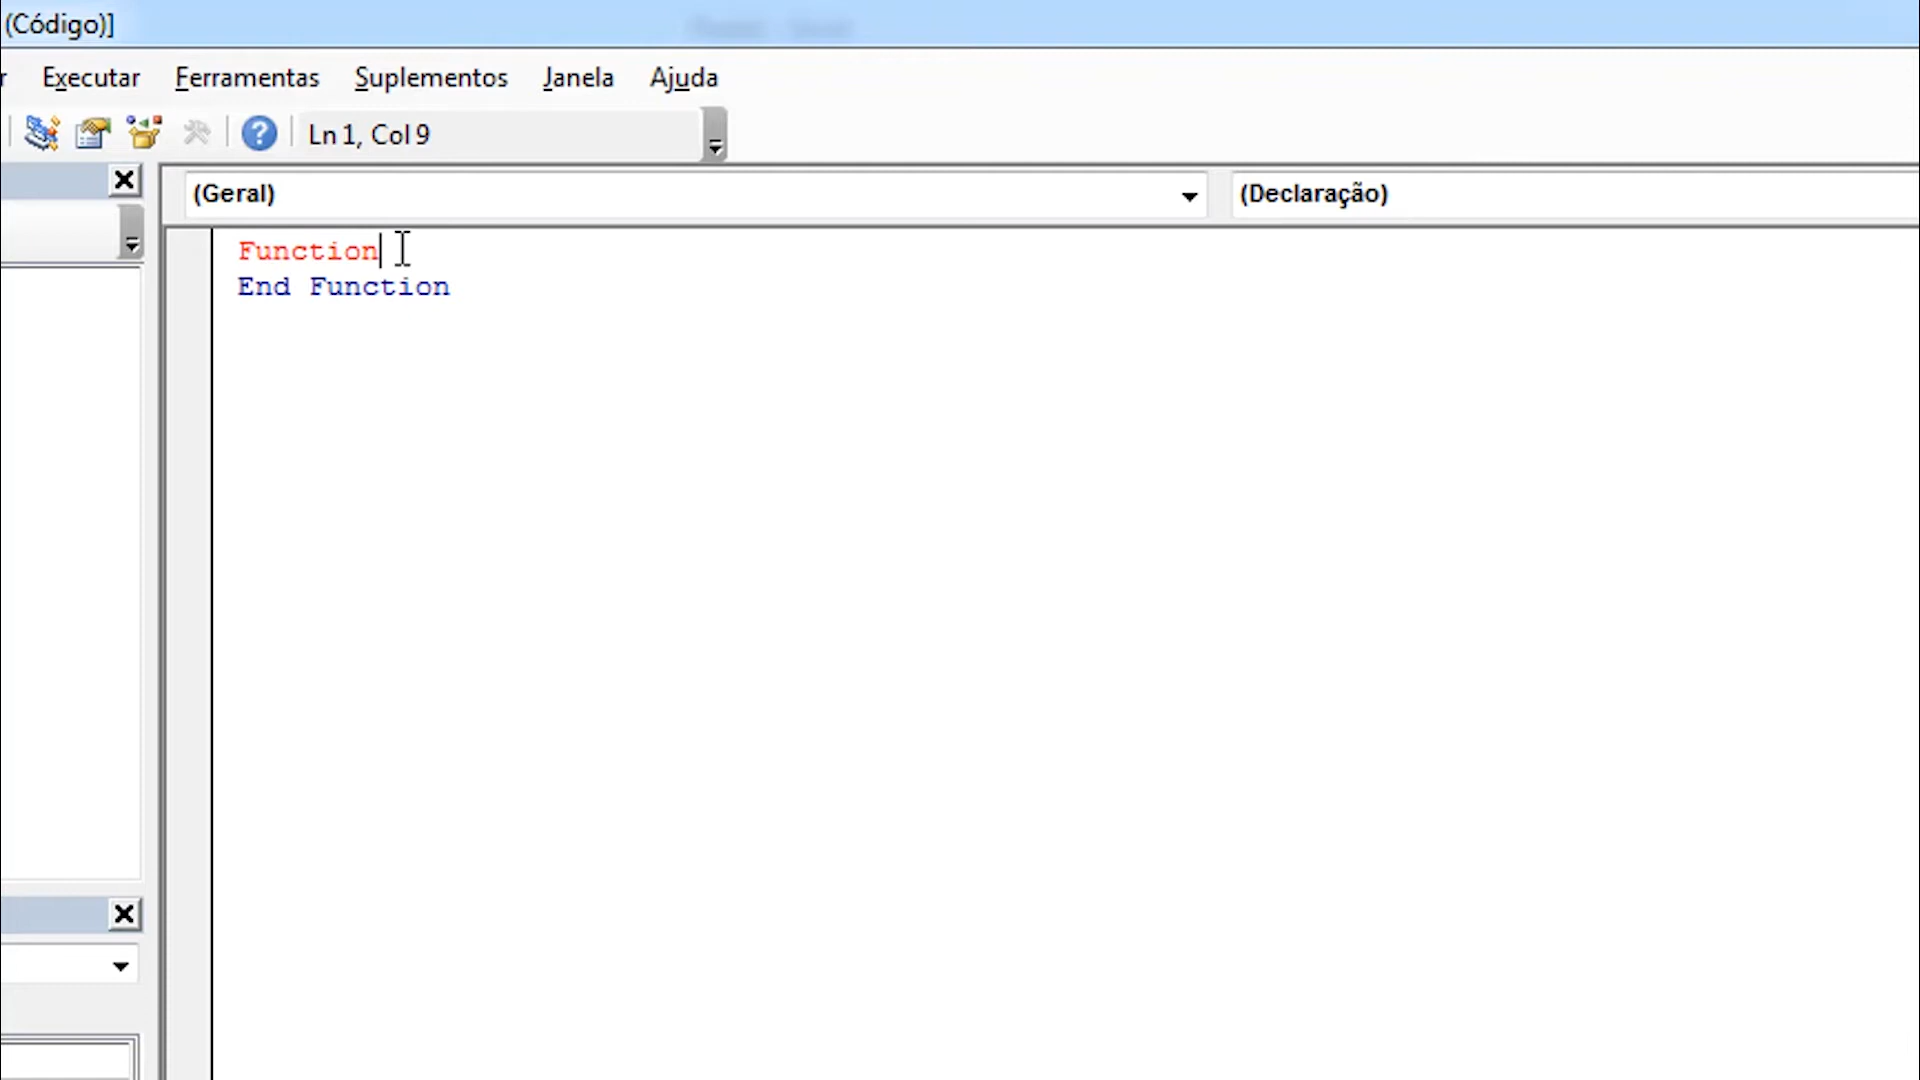 (Código)]
r Executar Ferramentas Suplementos Janela Ajuda
Ln 1, Col 9
(Geral) (Declaração)
Function
End Function